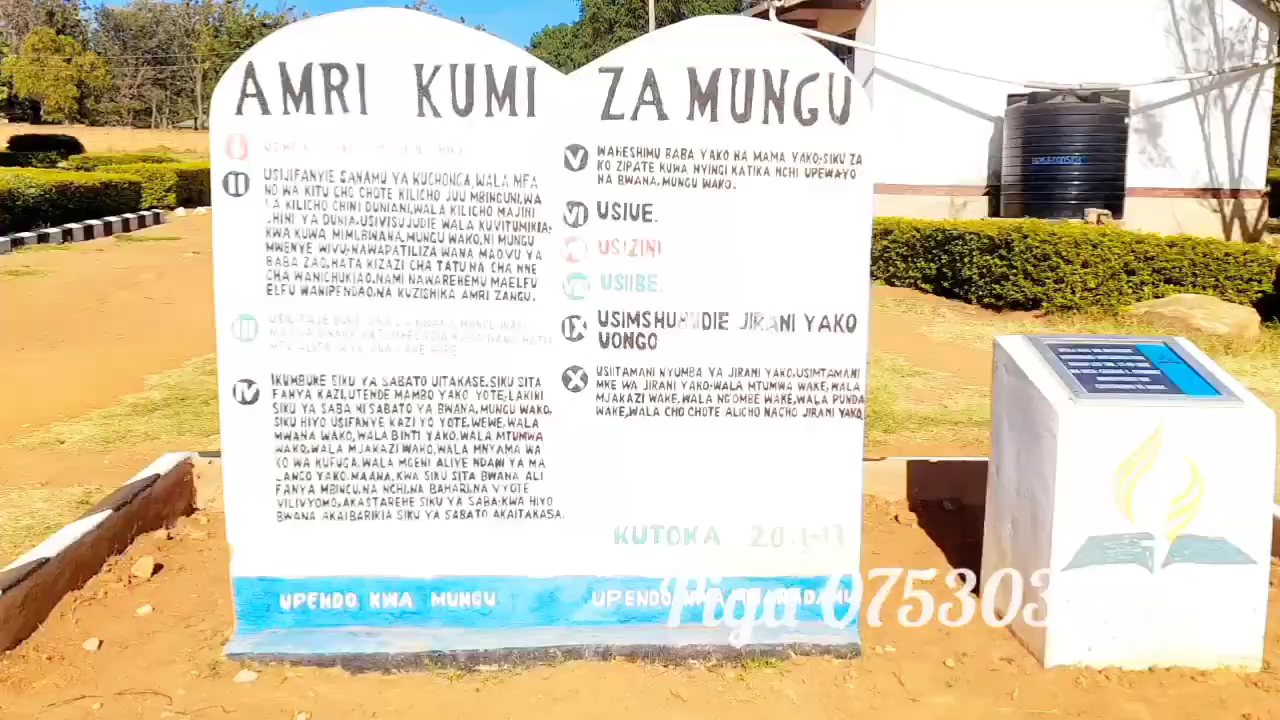 AMRI KUMI ZA MUNGU
I
II
USIJIFANYIE SANAMU YA KUCHONGA,WALA MFA
NO WA KITU CHO CHOTE KILICHO JUU MBINGUNI,WA
LA KILICHO CHINI DUNIANI,WALA KILICHO MAJINI
CHINI YA DUNIA.USIVISUJUDIE WALA KUVITUMIKIA:
KWA KUWA MIMI,BWANA,MUNGU WAKO,NI MUNGU
MWENYE WIVU;NAWAPATILIZA WANA MAOVU YA
BABA ZAO,HATA KIZAZI CHA TATU NA CHA NNE
CHA WANICHUKIAO,NAMI NAWAREHEMU MAELFU
ELFU WANIPENDAO,NA KUZISHIKA AMRI ZANGU.
III
IV
IKUMBUKE SIKU YA SABATO UITAKASE.SIKU SITA
FANYA KAZI,UTENDE MAMBO YAKO YOTE;LAKINI
SIKU YA SABA NI SABATO YA BWANA,MUNGU WAKO,
SIKU HIYO USIFANYE KAZI YO YOTE,WEWE,WALA
MWANA WAKO,WALA BINTI YAKO,WALA MTUMWA
WAKO,WALA MJAKAZI WAKO,WALA MNYAMA WA
KO WA KUFUGA,WALA MGENI ALIYE NDANI YA MA
LANGO YAKO.MAANA,KWA SIKU SITA BWANA ALI
FANYA MBINGU,NA NCHI,NA BAHARI,NA VYOTE
VILIVYOMO,AKASTAREHE SIKU YA SABA;KWA HIYO
BWANA AKAIBARIKIA SIKU YA SABATO AKAITAKASA.
V
WAHESHIMU BABA YAKO NA MAMA YAKO;SIKU ZA
KO ZIPATE KUWA NYINGI KATIKA NCHI UPEWAYO
NA BWANA,MUNGU WAKO.
VI USIUE.
VII USIZINI
VIII USIIBE.
IX USIMSHUHUDIE JIRANI YAKO
UONGO
X
USIITAMANI NYUMBA YA JIRANI YAKO,USIMTAMANI
MKE WA JIRANI YAKO;WALA MTUMWA WAKE,WALA
MJAKAZI WAKE,WALA NG'OMBE WAKE,WALA PUNDA
WAKE,WALA CHO CHOTE ALICHO NACHO JIRANI YAKO
KUTOKA 20:1-17
UPENDO KWA MUNGU
UPENDO KWA
Piga 075303